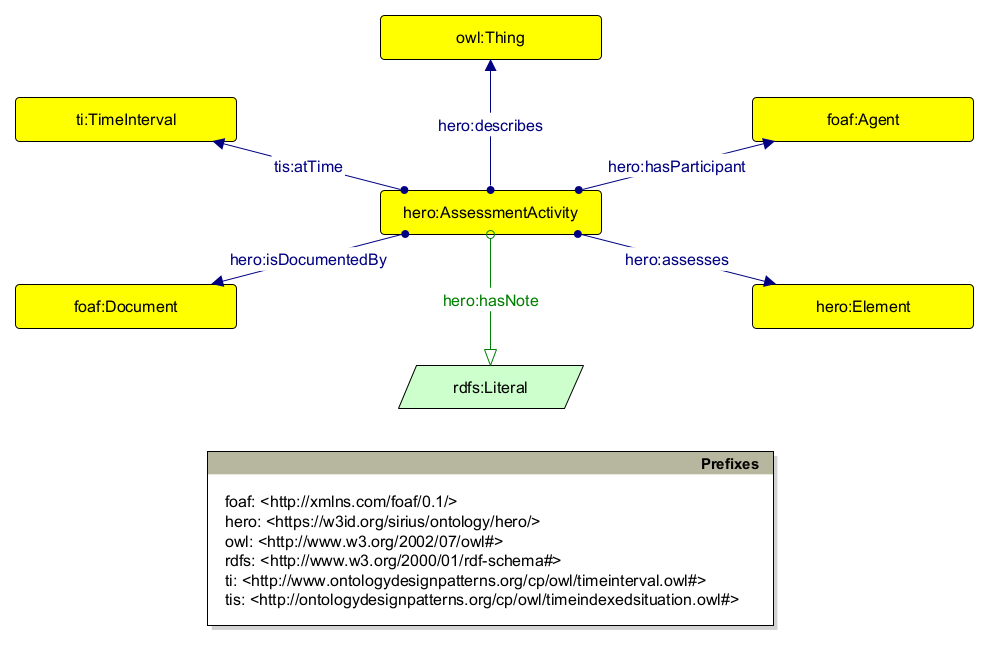 owl:Thing
ti:TimeInterval
foaf:Agent
hero:describes
tis:atTime
hero:hasParticipant
hero:AssessmentActivity
hero:isDocumentedBy
hero:assesses
hero:hasNote
foaf:Document
hero:Element
rdfs:Literal
Prefixes
foaf: <http://xmlns.com/foaf/0.1/>
hero: <https://w3id.org/sirius/ontology/hero/>
owl: <http://www.w3.org/2002/07/owl#>
rdfs: <http://www.w3.org/2000/01/rdf-schema#>
ti: <http://www.ontologydesignpatterns.org/cp/owl/timeinterval.owl#>
tis: <http://ontologydesignpatterns.org/cp/owl/timeindexedsituation.owl#>